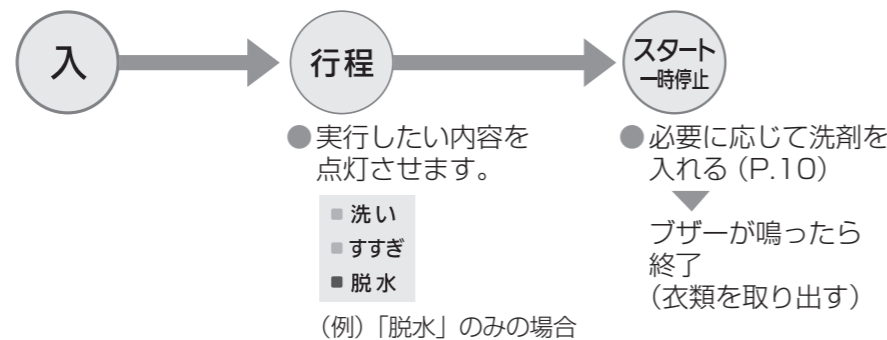 入
行程
スタート
一時停止
●実行したい内容を
点灯させます。
■ 洗い
■ すすぎ
■ 脱水
（例）「脱水」のみの場合
●必要に応じて洗剤を
入れる（P.10）
ブザーが鳴ったら
終了
（衣類を取り出す）